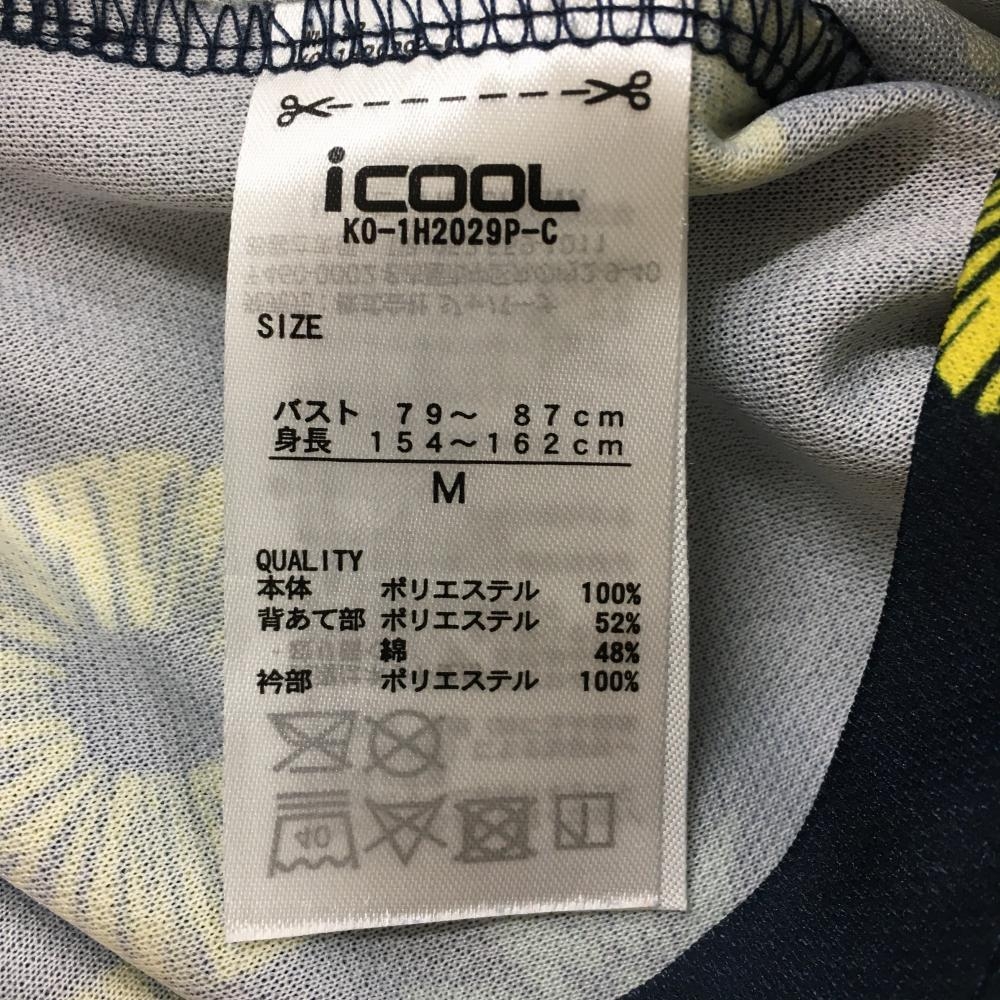 iCOOL
KO-1H2029P-C
SIZE
バスト 79～ 87cm
身長 154～162cm
M
QUALITY
本体 ポリエステル 100%
背あて部 ポリエステル 52%
綿 48%
衿部 ポリエステル 100%
40